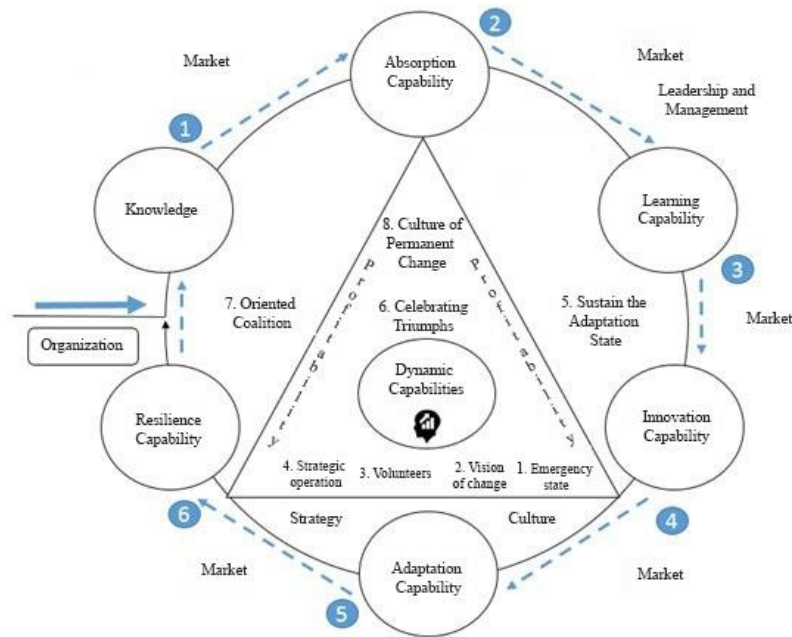 2
Market
Absorption
Capability
Market
Leadership and
Management
1
Knowledge
Learning
Capability
8. Culture of
Permanent
Change
Profitability
Profitability
3
7. Oriented
Coalition
6. Celebrating
Triumphs
5. Sustain the
Adaptation
State
Market
Organization
Dynamic
Capabilities
Resilience
Capability
Innovation
Capability
4. Strategic
operation
3. Volunteers
2. Vision
of change
1. Emergency
state
6
Strategy
Culture
4
Market
Adaptation
Capability
Market
5